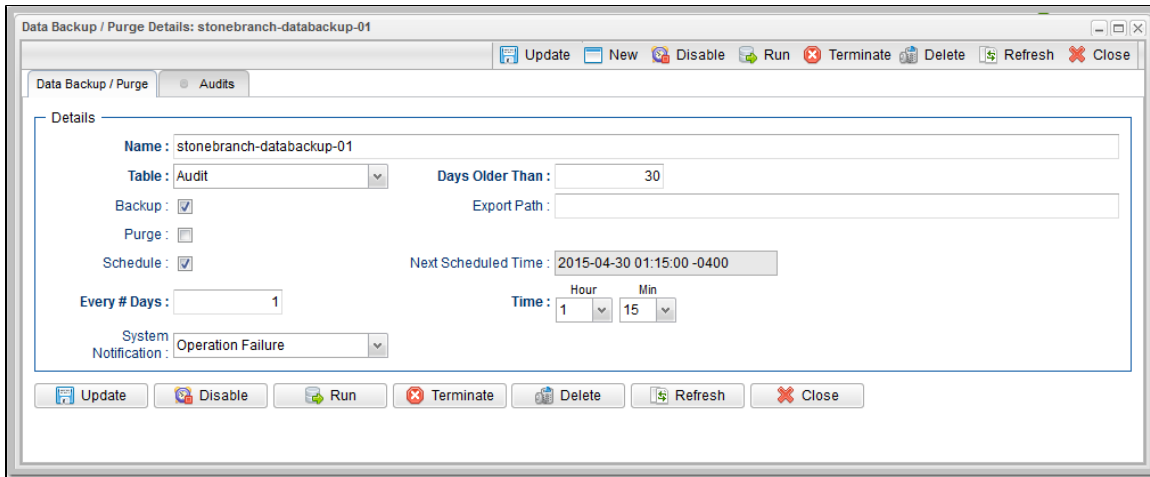 Data Backup / Purge Details: stonebranch-databackup-01
Update New Disable Run Terminate Delete Refresh Close
Data Backup / Purge Audits
Details
Name : stonebranch-databackup-01
Table : Audit Days Older Than : 30
Backup : Export Path :
Purge :
Schedule : Next Scheduled Time : 2015-04-30 01:15:00 -0400
Hour Min
Every # Days : 1 Time : 1 15
System
Notification : Operation Failure
Update Disable Run Terminate Delete Refresh Close